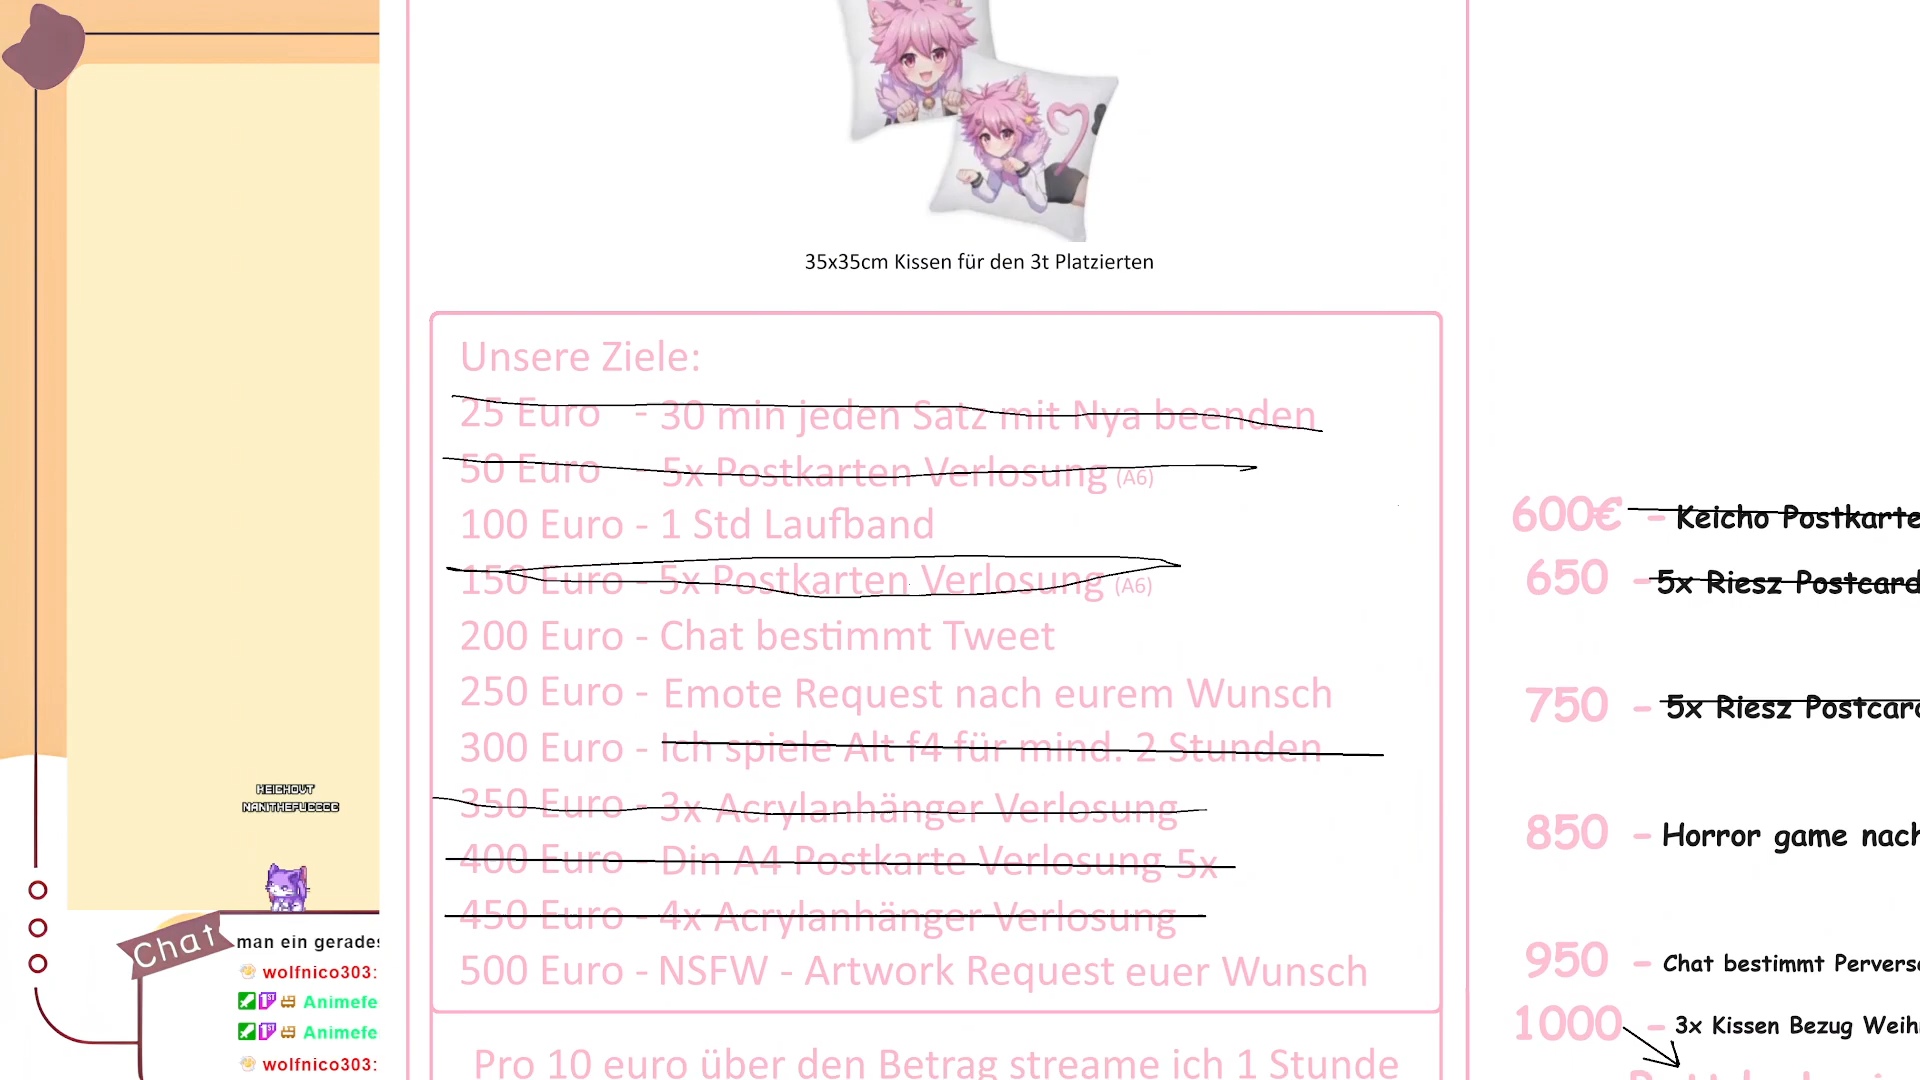 35x35cm Kissen für den 3t Platzierten
Unsere Ziele:
25 Euro - 30 min jeden Satz mit Nya beenden
50 Euro 5x Postkarten Verlosung (A6)
100 Euro - 1 Std Laufband
150 Euro - 5x Postkarten Verlosung (A6)
200 Euro - Chat bestimmt Tweet
250 Euro - Emote Request nach eurem Wunsch
300 Euro - Ich spiele Alt f4 für mind. 2 Stunden
350 Euro - 3x Acrylanhänger Verlosung
400 Euro - Din A4 Postkarte Verlosung 5x
450 Euro - 4x Acrylanhänger Verlosung
500 Euro - NSFW - Artwork Request euer Wunsch
Pro 10 euro über den Betrag streame ich 1 Stunde
600€ - Keicho Postkarte
650 - 5x Riesz Postcard
750 - 5x Riesz Postcard
850 - Horror game nach
950 - Chat bestimmt Pervers
1000 - 3x Kissen Bezug Weih
KEICHOVT
NANITHEFUCCCC
Chat
man ein gerades
wolfnico303:
Animefe
Animefe
wolfnico303: